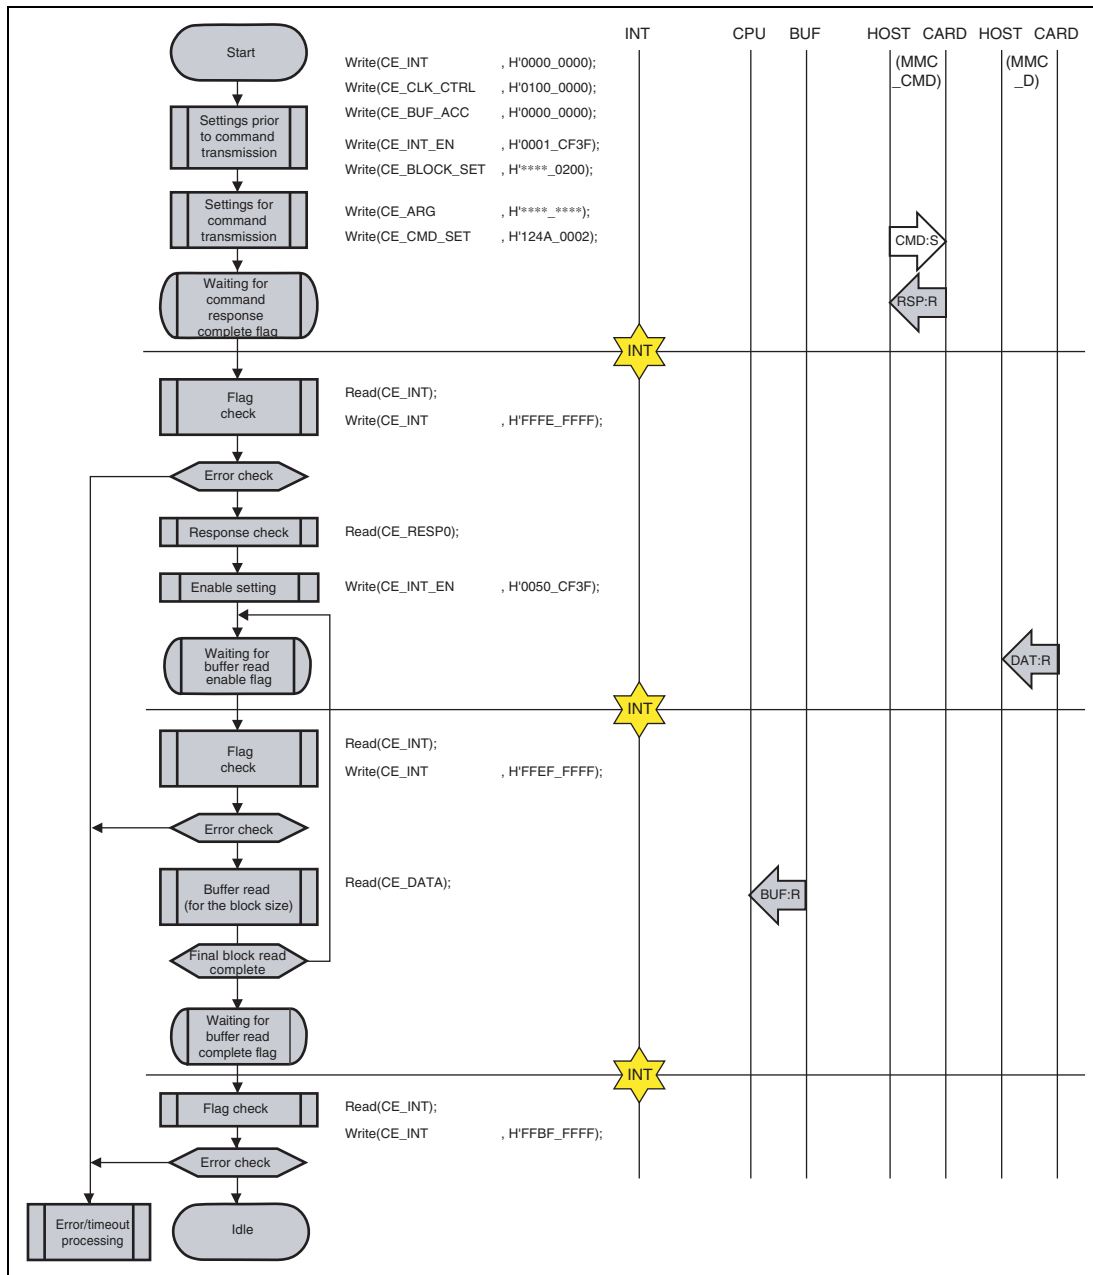 INT CPU BUF HOST CARD HOST CARD
(MMC (MMC
_CMD) _D)
Start
Write(CE_INT , H'0000_0000);
Write(CE_CLK_CTRL , H'0100_0000);
Write(CE_BUF_ACC , H'0000_0000);
Settings prior
to command
transmission
Write(CE_INT_EN , H'0001_CF3F);
Write(CE_BLOCK_SET , H'****_0200);
Settings for
command
transmission
Write(CE_ARG , H'****_****);
Write(CE_CMD_SET , H'124A_0002);
CMD:S
Waiting for
command
response
complete flag
RSP:R
INT
Flag
check
Read(CE_INT);
Write(CE_INT , H'FFFE_FFFF);
Error check
Response check
Read(CE_RESP0);
Enable setting
Write(CE_INT_EN , H'0050_CF3F);
Waiting for
buffer read
enable flag
DAT:R
INT
Flag
check
Read(CE_INT);
Write(CE_INT , H'FFEF_FFFF);
Error check
Buffer read
(for the block size)
Read(CE_DATA);
BUF:R
Final block read
complete
Waiting for
buffer read
complete flag
INT
Flag check
Read(CE_INT);
Write(CE_INT , H'FFBF_FFFF);
Error check
Error/timeout
processing
Idle